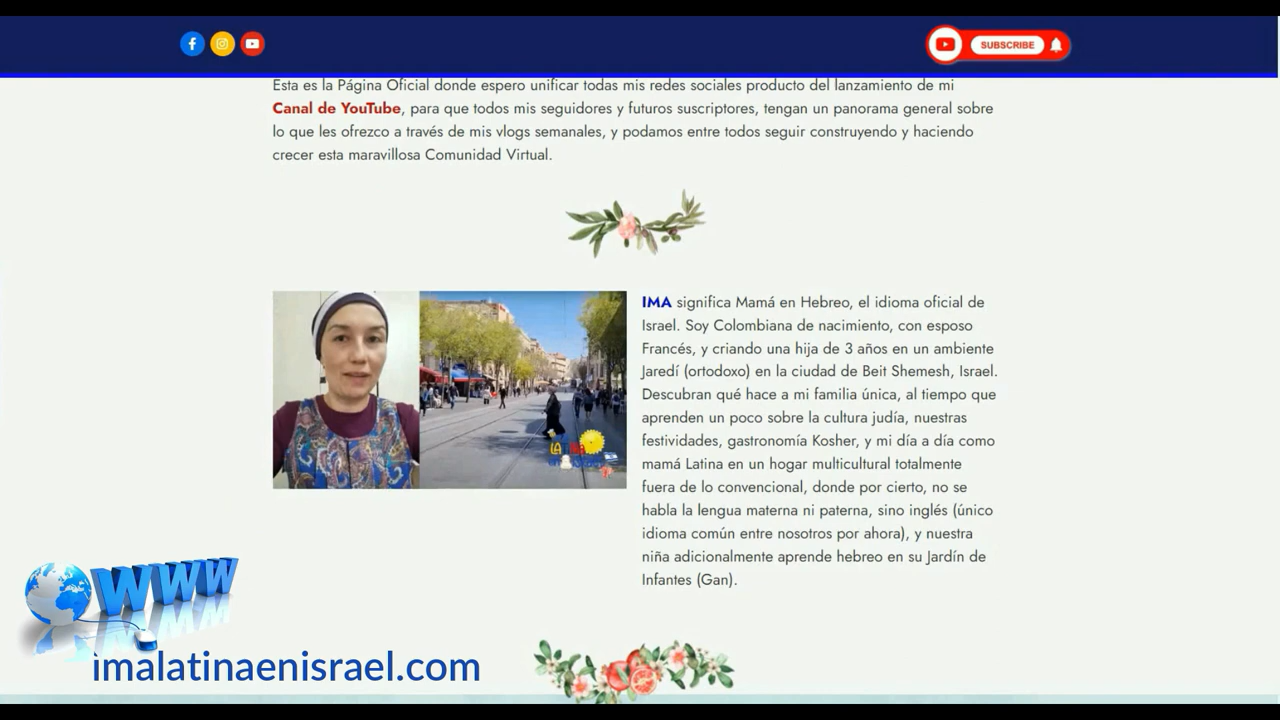 SUBSCRIBE
Esta es la Página Oficial donde espero unificar todas mis redes sociales producto del lanzamiento de mi
Canal de YouTube, para que todos mis seguidores y futuros suscriptores, tengan un panorama general sobre
lo que les ofrezco a través de mis vlogs semanales, y podamos entre todos seguir construyendo y haciendo
crecer esta maravillosa Comunidad Virtual.
IMA significa Mamá en Hebreo, el idioma oficial de
Israel. Soy Colombiana de nacimiento, con esposo
Francés, y criando una hija de 3 años en un ambiente
Jaredí (ortodoxo) en la ciudad de Beit Shemesh, Israel.
Descubran qué hace a mi familia única, al tiempo que
aprenden un poco sobre la cultura judía, nuestras
festividades, gastronomía Kosher, y mi día a día como
mamá Latina en un hogar multicultural totalmente
fuera de lo convencional, donde por cierto, no se
habla la lengua materna ni paterna, sino inglés (único
idioma común entre nosotros por ahora), y nuestra
niña adicionalmente aprende hebreo en su Jardín de
Infantes (Gan).
WWW
imalatinaenisrael.com